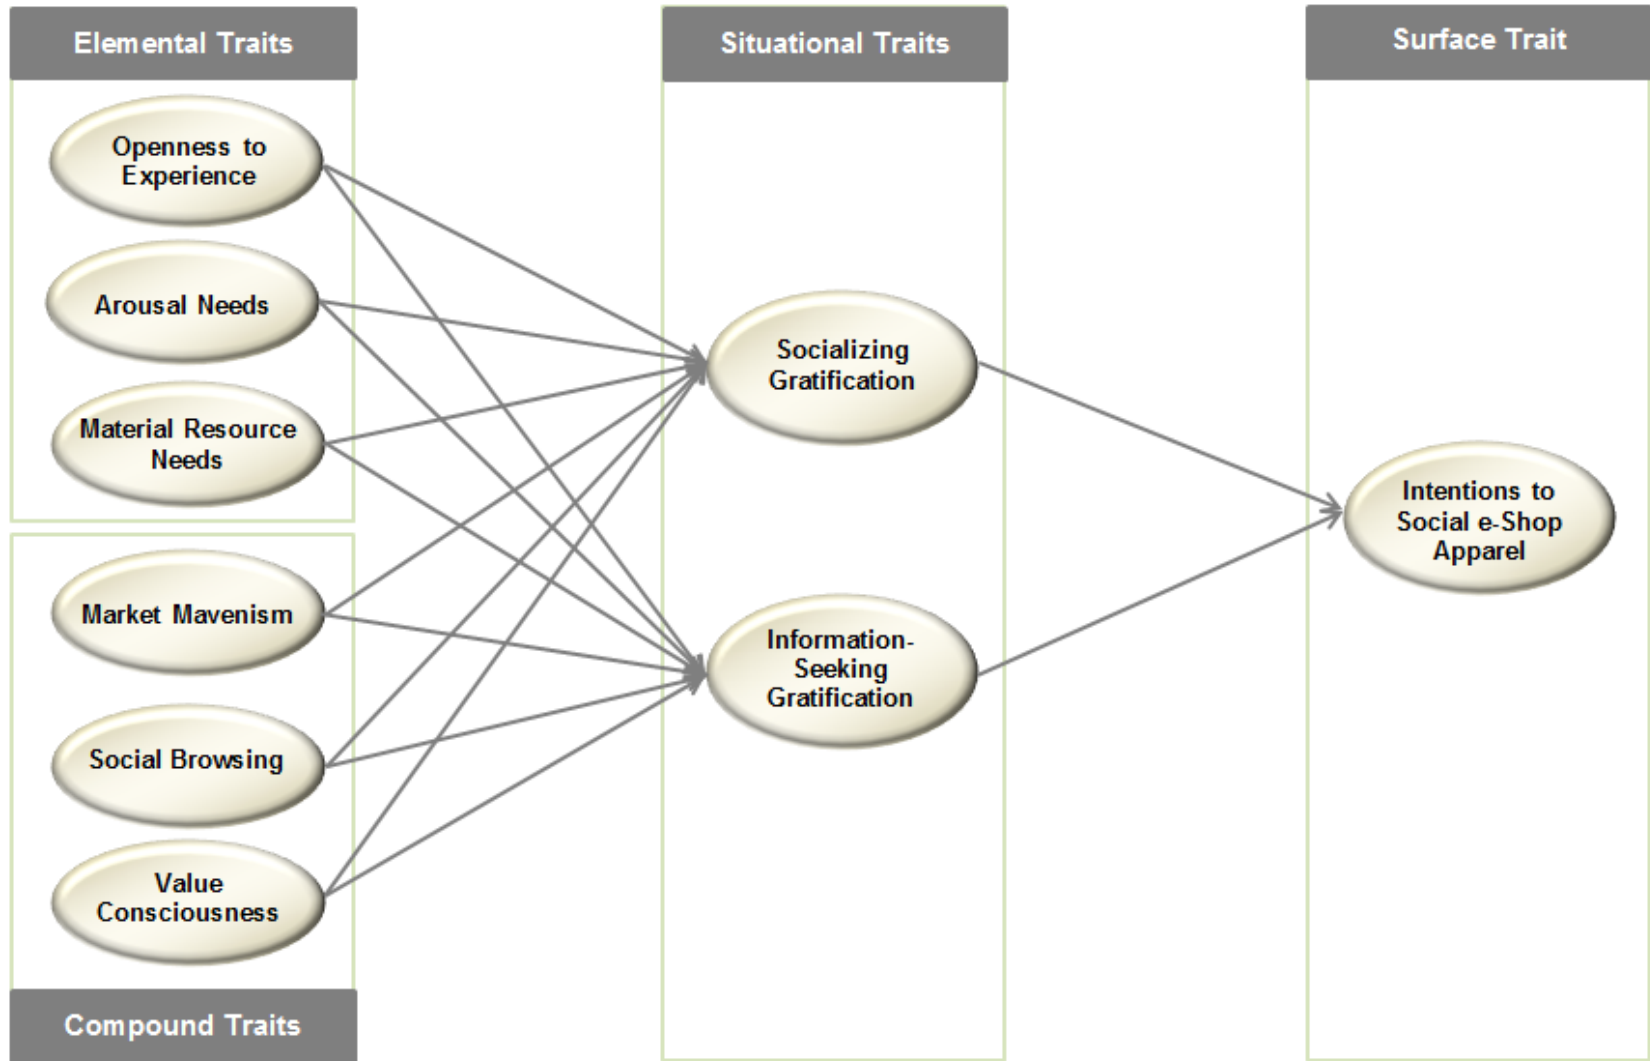 Elemental Traits
Openness to
Experience
Arousal Needs
Material Resource
Needs
Market Mavenism
Social Browsing
Value
Consciousness
Compound Traits
Situational Traits
Socializing
Gratification
Information-
Seeking
Gratification
Surface Trait
Intentions to
Social e-Shop
Apparel